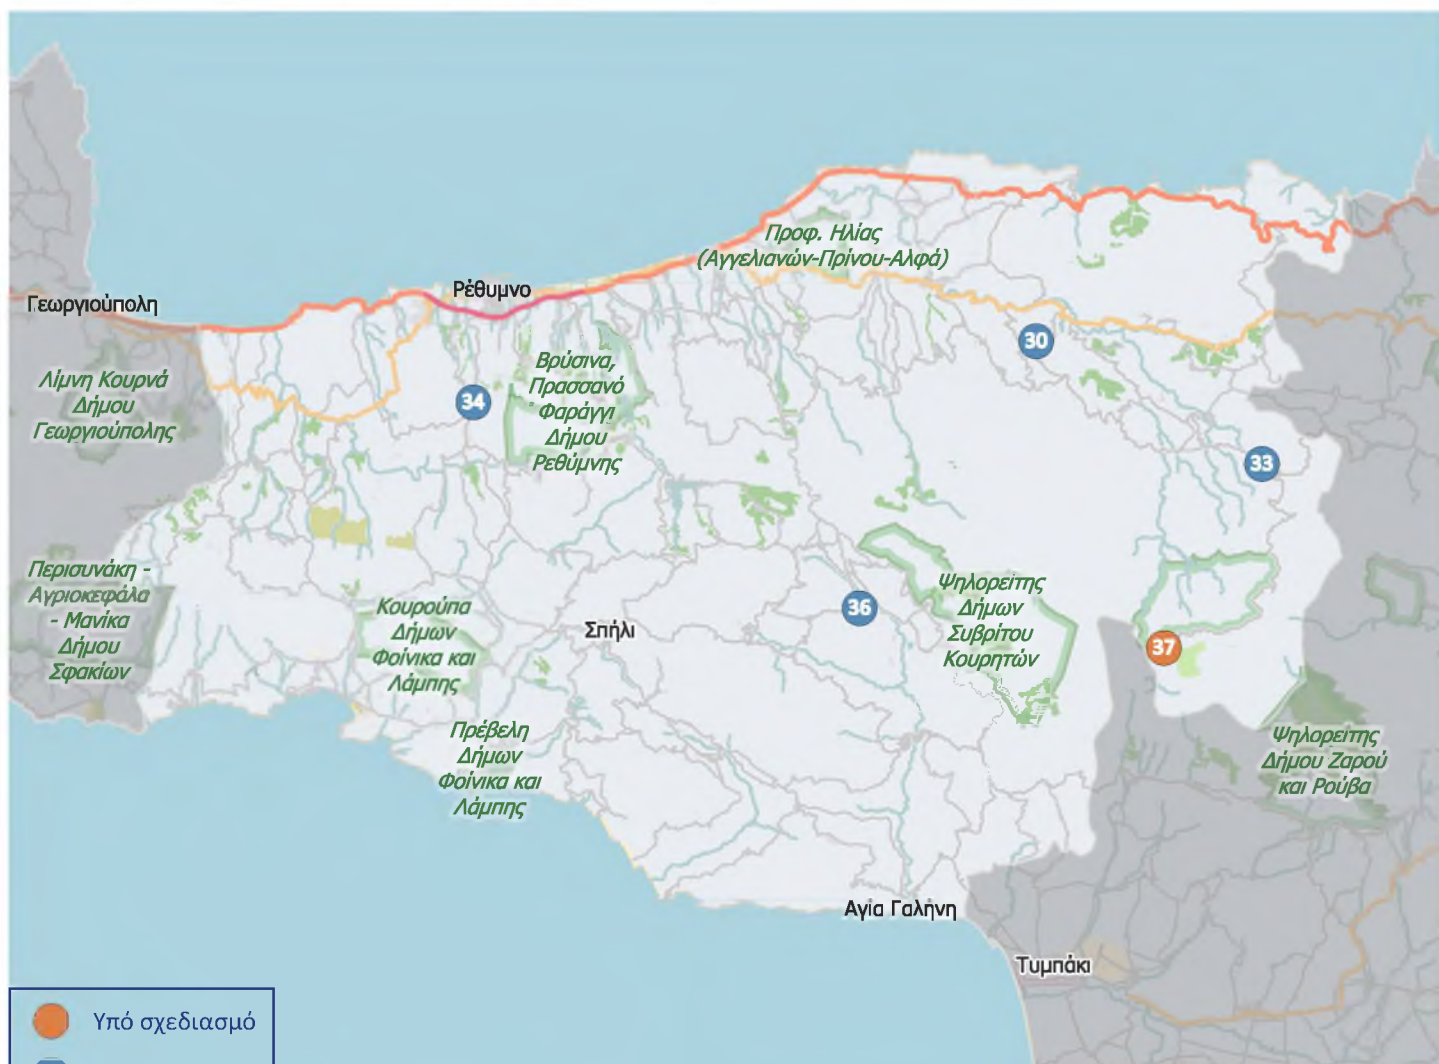 Προφ. Ηλίας
(Αγγελιανών-Πρίνου-Αλφά)
Ρέθυμνο
Γεωργιούπολη
30
Λίμνη Κουρνά
Δήμου
Γεωργιούπολης
34
Βρύσινα,
Πρασσανό
Φαράγγι
Δήμου
Ρεθύμνης
33
Περισυνάκη -
Αγριοκεφάλα
- Μανίκα
Δήμου
Σφακίων
Κουρούπα
Δήμων
Φοίνικα και
Λάμπης
Σπήλι
36
Ψηλορείτης
Δήμων
Συβρίτου
Κουρητών
37
Πρέβελη
Δήμων
Φοίνικα και
Λάμπης
Ψηλορείτης
Δήμου Ζαρού
και Ρούβα
Αγία Γαλήνη
Τυμπάκι
Υπό σχεδιασμό